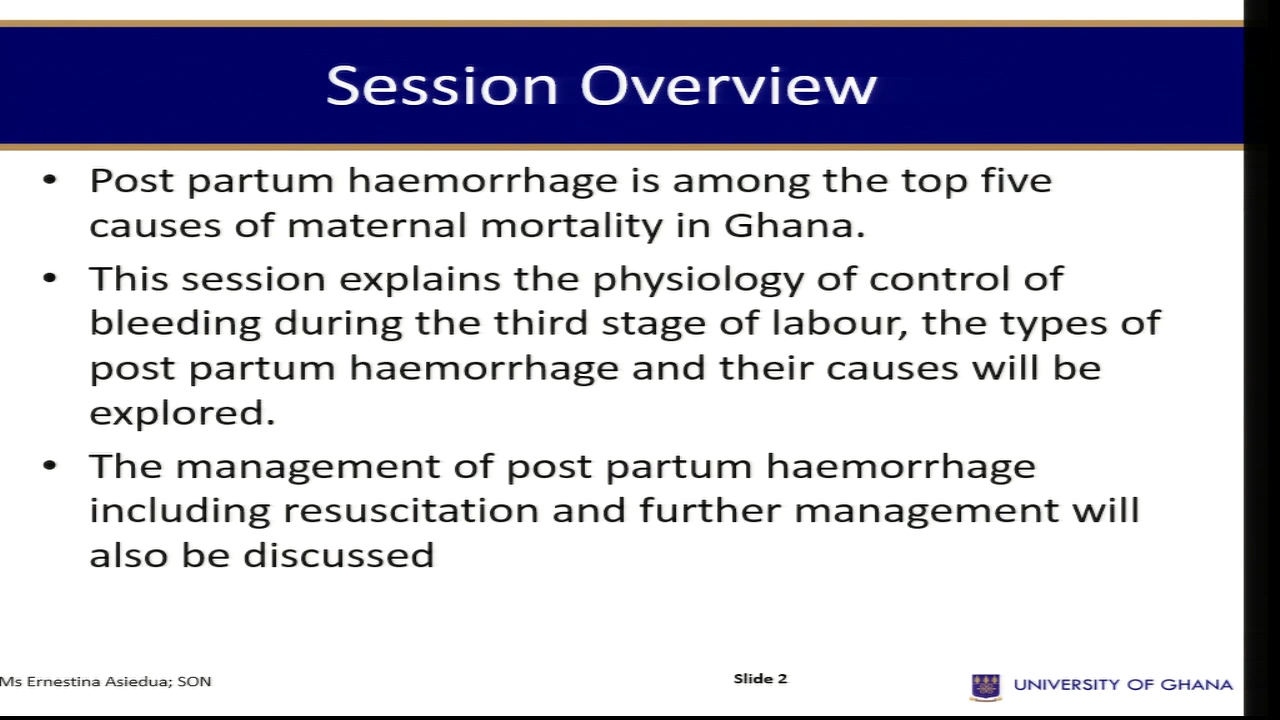 Session Overview
• Post partum haemorrhage is among the top five
causes of maternal mortality in Ghana.
• This session explains the physiology of control of
bleeding during the third stage of labour, the types of
post partum haemorrhage and their causes will be
explored.
• The management of post partum haemorrhage
including resuscitation and further management will
also be discussed
Ms Ernestina Asiedua; SON
Slide 2
UNIVERSITY OF GHANA